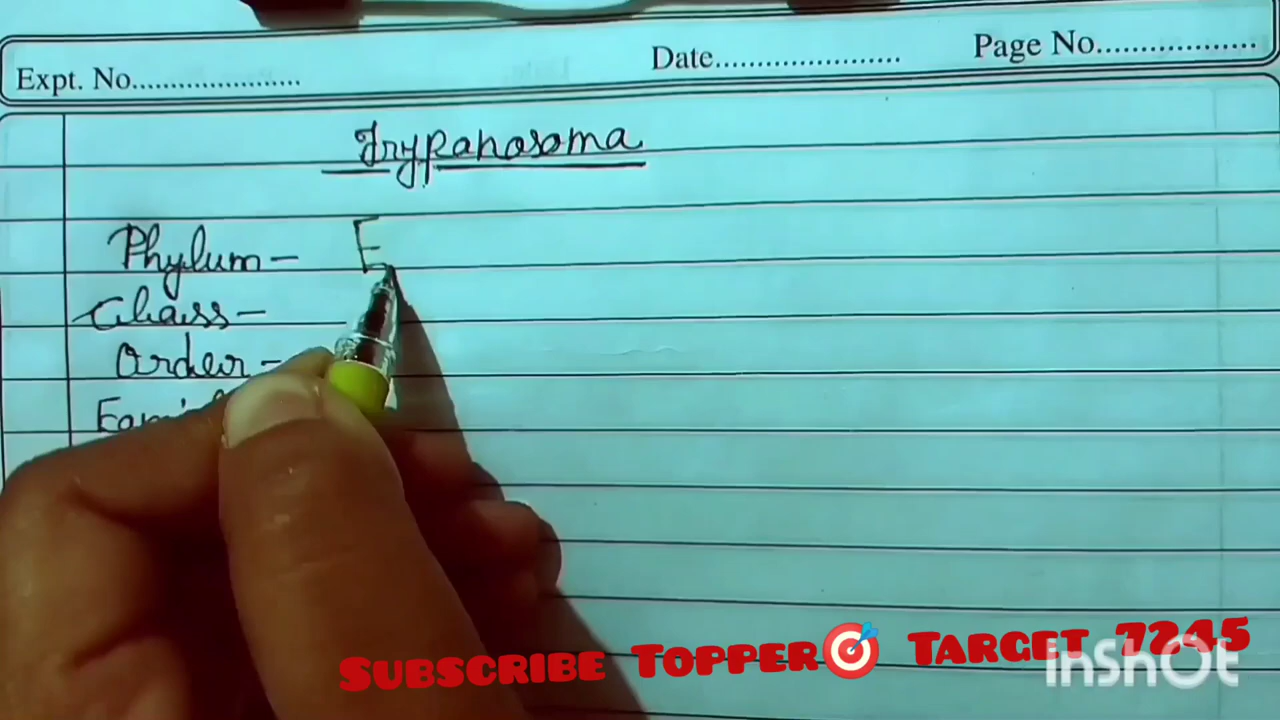 Expt. No..................... Date...................... Page No..................
Trypanosoma
Phylum- E
Class-
Order-
SUBSCRIBE TOPPER🎯 TARGET 7245
INSHOT